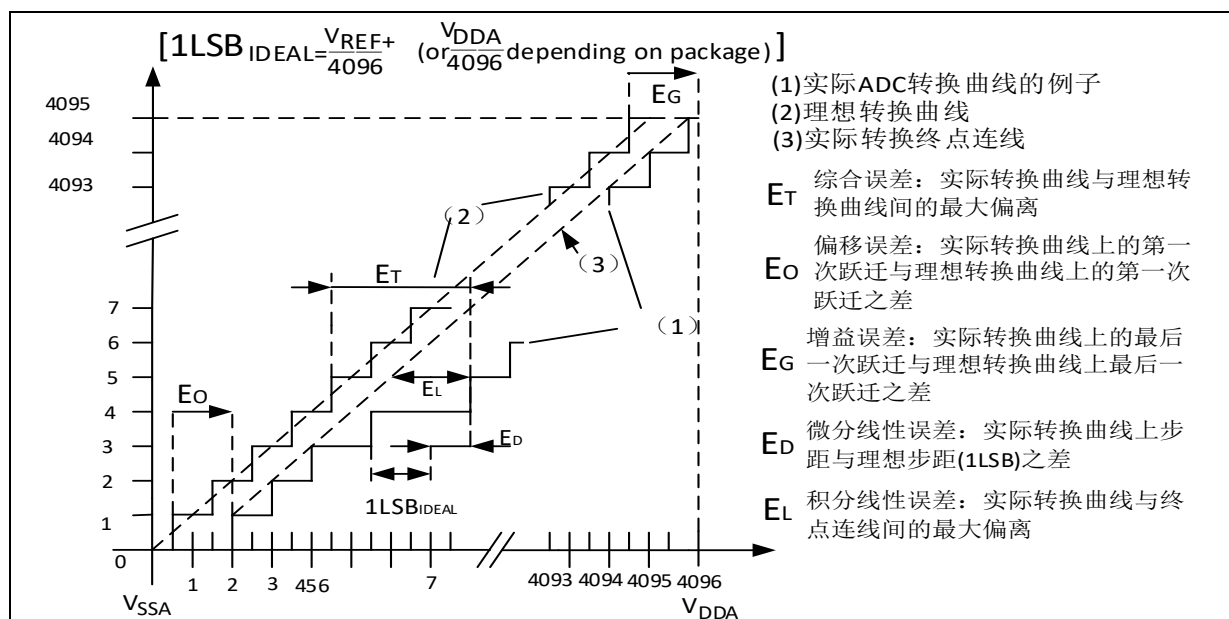 [1LSB IDEAL=VREF+/4096 (or VDDA/4096 depending on package)]
EG
4095
4094
4093
7
6
5
4
3
2
1
0
(2)
(3)
(1)
ET
EO
EL
ED
1LSBIDEAL
1 2 3 456 7 4093 4094 4095 4096
VSSA
VDDA
(1)实际ADC转换曲线的例子
(2)理想转换曲线
(3)实际转换终点连线
ET 综合误差：实际转换曲线与理想转
换曲线间的最大偏离
EO 偏移误差：实际转换曲线上的第一
次跃迁与理想转换曲线上的第一次
跃迁之差
EG 增益误差：实际转换曲线上的最后
一次跃迁与理想转换曲线上最后一
次跃迁之差
ED 微分线性误差：实际转换曲线上步
距与理想步距(1LSB)之差
EL 积分线性误差：实际转换曲线与终
点连线间的最大偏离